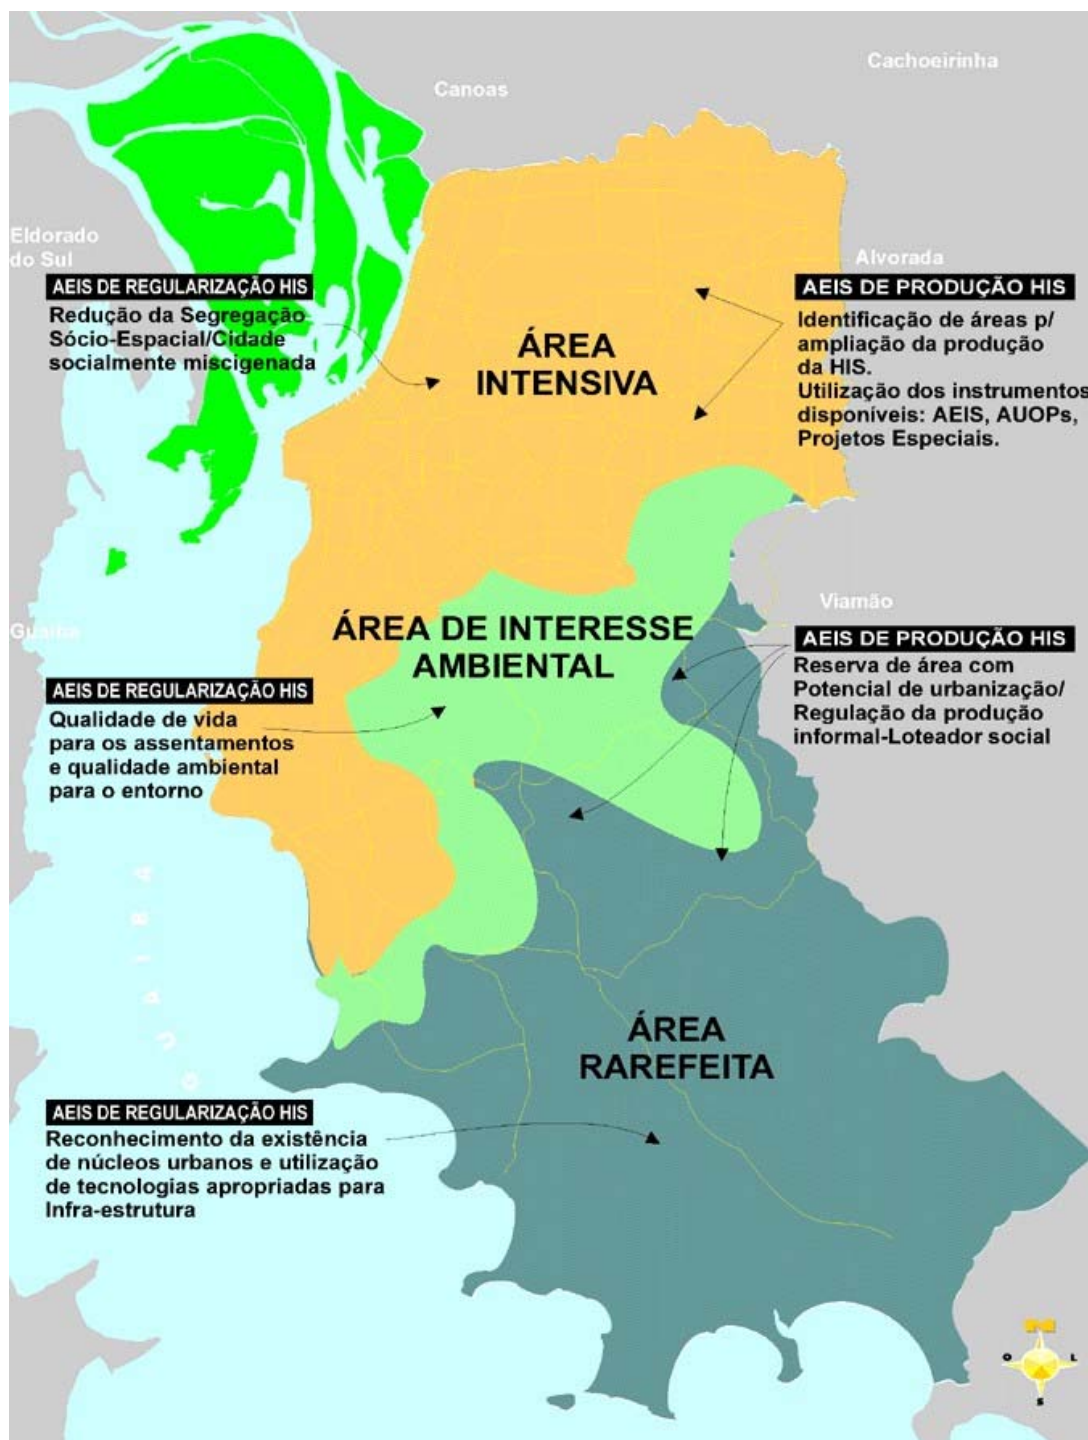 Cachoeirinha
Canoas
Eldorado
do Sul
Alvorada
AEIS DE REGULARIZAÇÃO HIS
Redução da Segregação
Sócio-Espacial/Cidade
socialmente miscigenada
AEIS DE PRODUÇÃO HIS
Identificação de áreas p/
ampliação da produção
da HIS.
Utilização dos instrumentos
disponíveis: AEIS, AUOPs,
Projetos Especiais.
ÁREA
INTENSIVA
Viamão
Guaíba
ÁREA DE INTERESSE
AMBIENTAL
AEIS DE PRODUÇÃO HIS
Reserva de área com
Potencial de urbanização/
Regulação da produção
informal-Loteador social
AEIS DE REGULARIZAÇÃO HIS
Qualidade de vida
para os assentamentos
e qualidade ambiental
para o entorno
GUAIBA
ÁREA
RAREFEITA
AEIS DE REGULARIZAÇÃO HIS
Reconhecimento da existência
de núcleos urbanos e utilização
de tecnologias apropriadas para
Infra-estrutura
N
O L
S